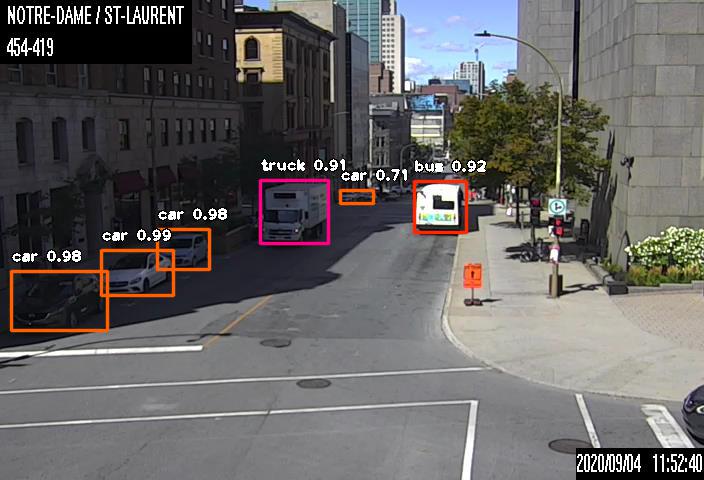 NOTRE-DAME / ST-LAURENT
454-419
truck 0.91
car 0.71
bus 0.92
car 0.98
car 0.99
car 0.98
2020/09/04 11:52:40